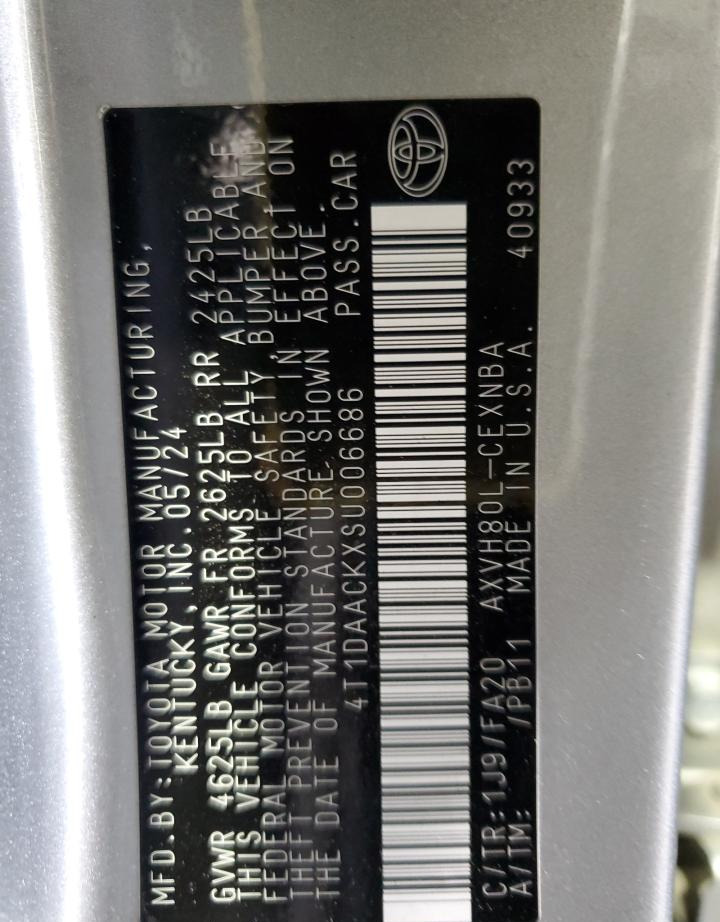 MFD.BY:TOYOTA MOTOR MANUFACTURING,
KENTUCKY, INC. 05/24
GVWR 4625LB GAWR FR 2625LB RR 2425LB
THIS VEHICLE CONFORMS TO ALL APPLICABLE
FEDERAL MOTOR VEHICLE SAFETY, BUMPER AND
THEFT PREVENTION STANDARDS IN EFFECT ON
THE DATE OF MANUFACTURE SHOWN ABOVE.
4T1DAACKXSU006686 PASS.CAR
C/TR:1J9/FA20 AXVH80L-CEXNBA 40933
A/TM: /PB11 MADE IN U.S.A.